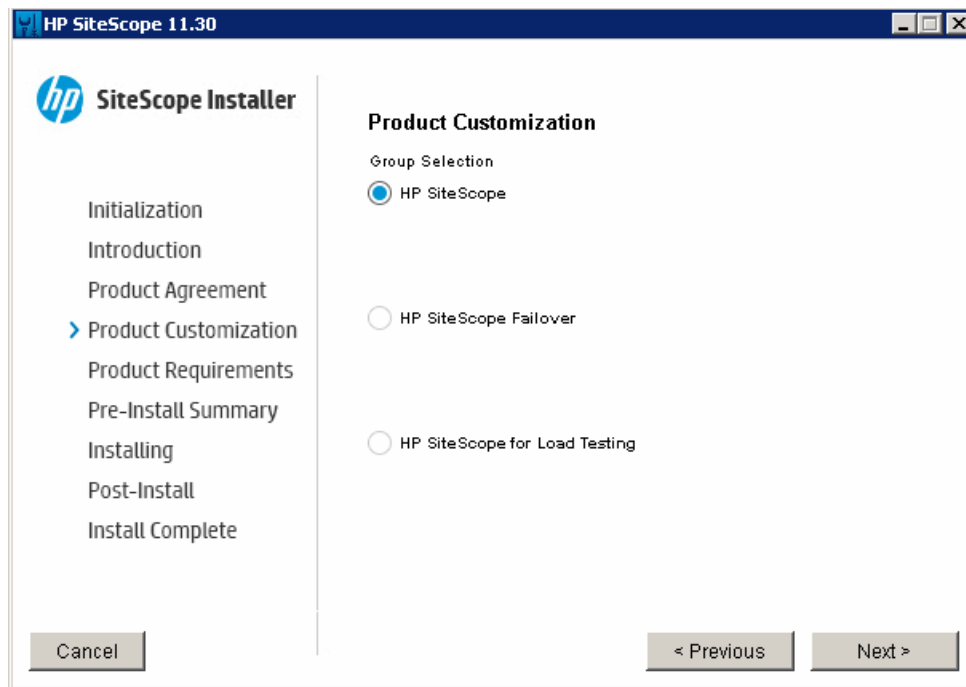 HP SiteScope 11.30
hp SiteScope Installer
Initialization
Introduction
Product Agreement
Product Customization
Product Requirements
Pre-Install Summary
Installing
Post-Install
Install Complete
Product Customization
Group Selection
HP SiteScope
HP SiteScope Failover
HP SiteScope for Load Testing
Cancel
< Previous
Next >